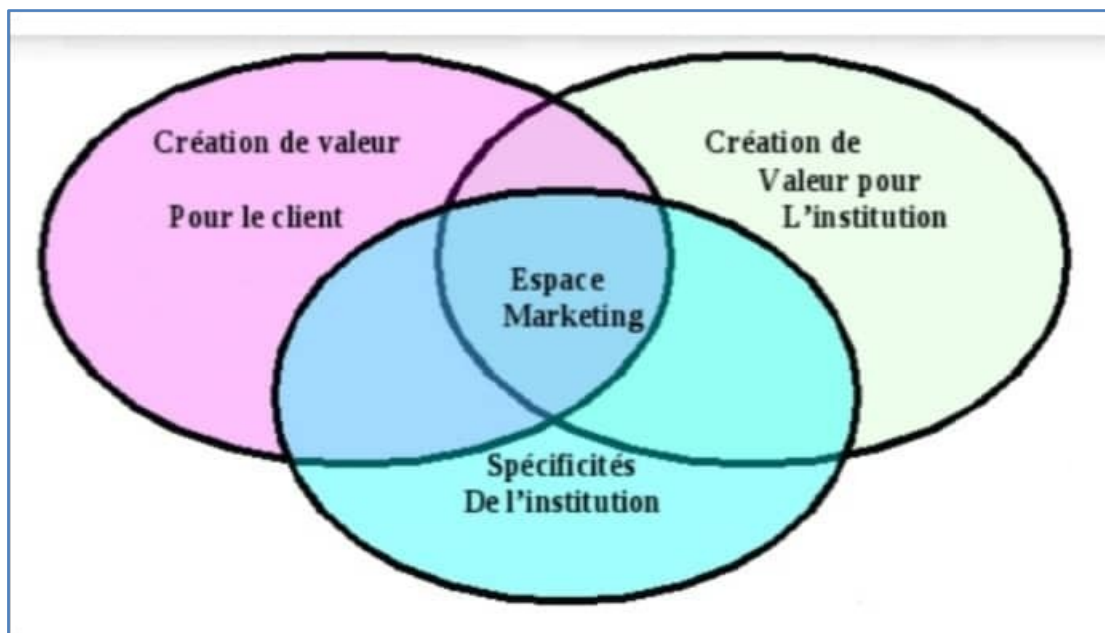 Création de valeur
Pour le client
Création de
Valeur pour
L'institution
Espace
Marketing
Spécificités
De l'institution